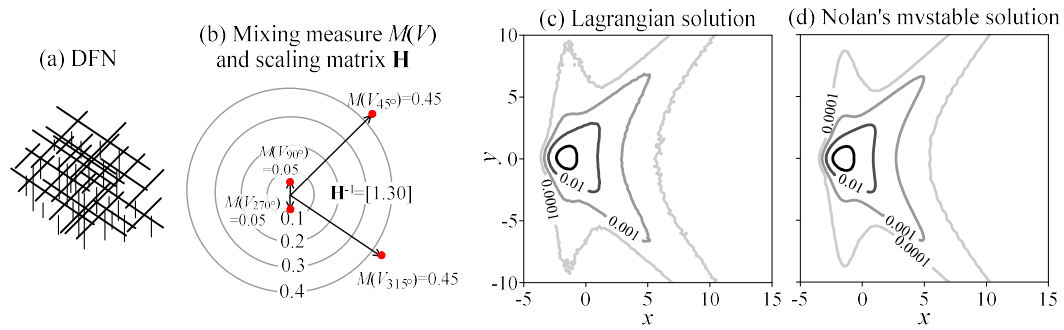 (a) DFN
(b) Mixing measure M(V)
and scaling matrix H
M(V45°)=0.45
M(V90°)
=0.05
M(V270°)
=0.05
H-1=[1.30]
0.1
0.2
0.3
0.4
M(V315°)=0.45
(c) Lagrangian solution
10
5
0
-5
-10
y
-5
0
5
10
15
x
0.01
0.001
0.0001
(d) Nolan's mvstable solution
0.0001
0.01
0.001
0.0001
-5
0
5
10
15
x